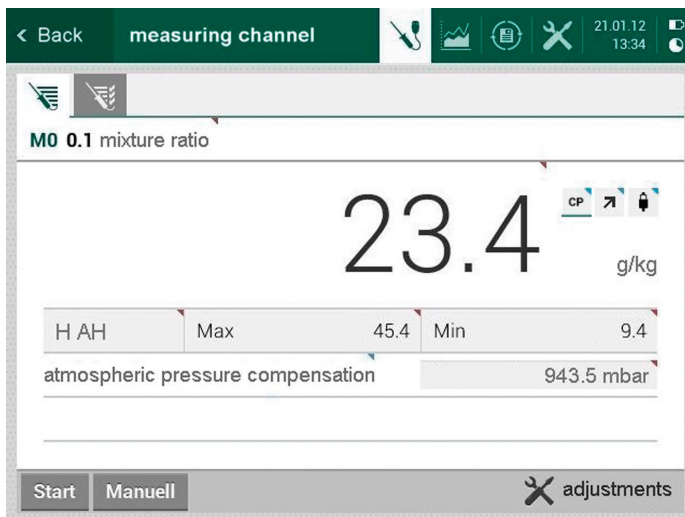 < Back measuring channel 21.01.12
13:34
M0 0.1 mixture ratio
23.4 CP
g/kg
H AH Max 45.4 Min 9.4
atmospheric pressure compensation 943.5 mbar
Start Manuell adjustments